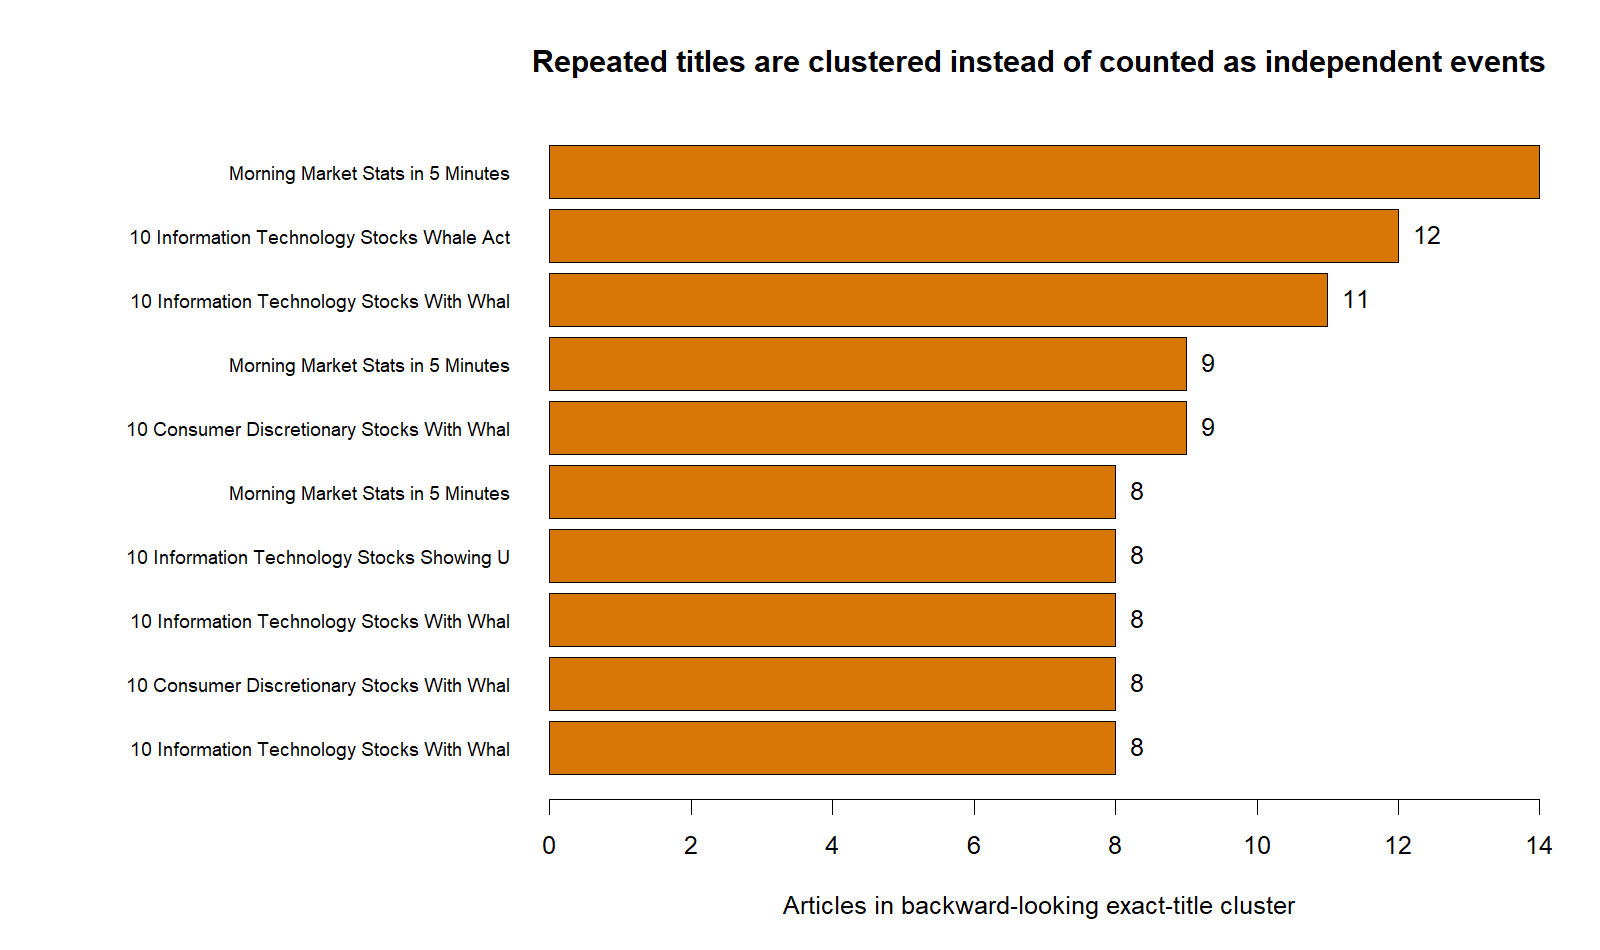 Repeated titles are clustered instead of counted as independent events
Morning Market Stats in 5 Minutes
10 Information Technology Stocks Whale Act
12
10 Information Technology Stocks With Whal
11
Morning Market Stats in 5 Minutes
9
10 Consumer Discretionary Stocks With Whal
9
Morning Market Stats in 5 Minutes
8
10 Information Technology Stocks Showing U
8
10 Information Technology Stocks With Whal
8
10 Consumer Discretionary Stocks With Whal
8
10 Information Technology Stocks With Whal
8
0 2 4 6 8 10 12 14
Articles in backward-looking exact-title cluster